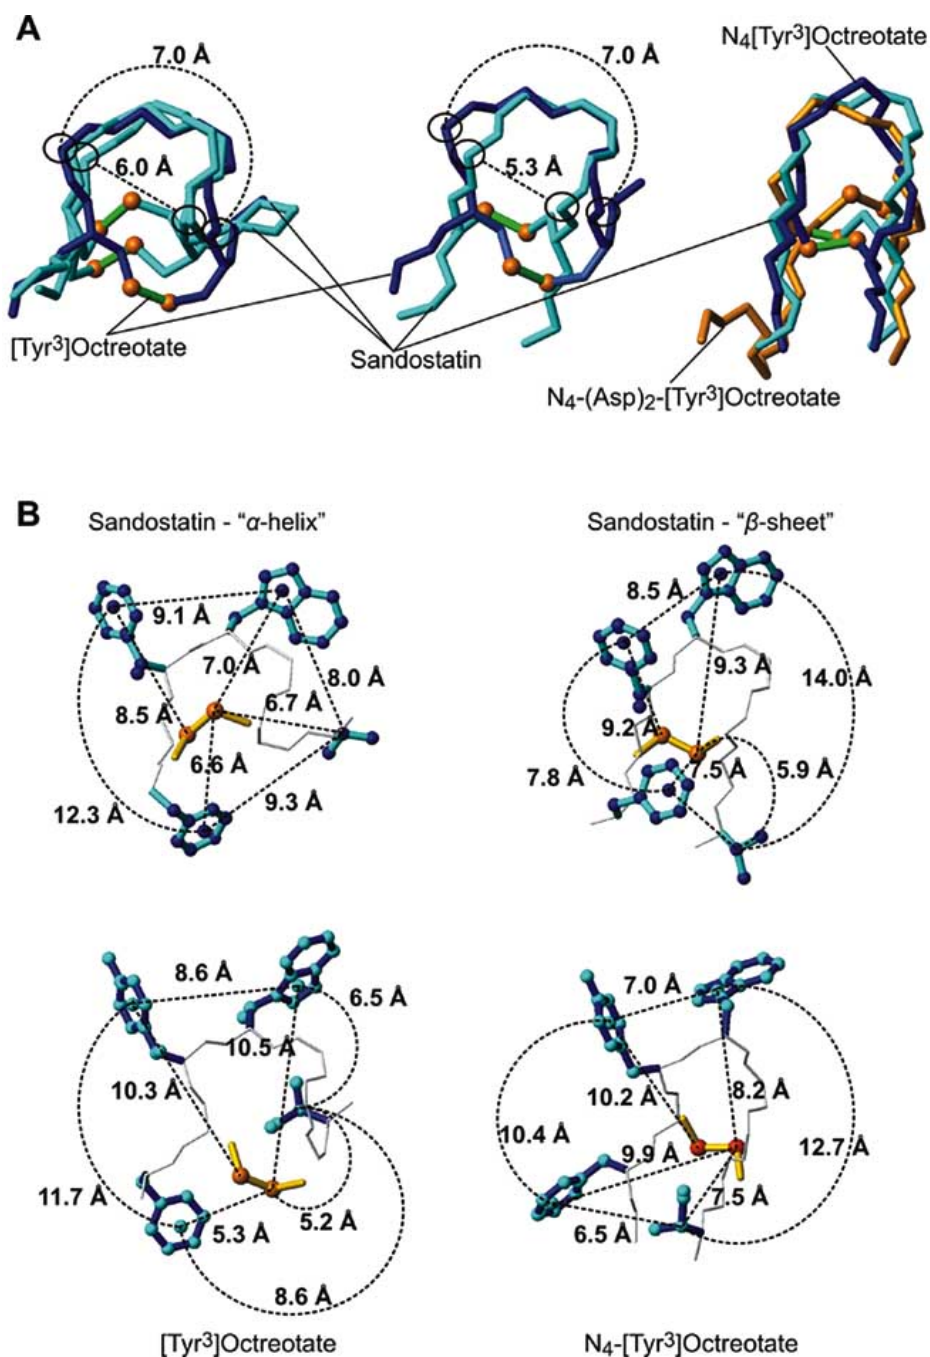 A
7.0 Å
6.0 Å
7.0 Å
5.3 Å
N4[Tyr3]Octreotate
[Tyr3]Octreotate
Sandostatin
N4-(Asp)2-[Tyr3]Octreotate
B
Sandostatin - “α-helix”
9.1 Å
7.0 Å
8.0 Å
6.7 Å
8.5 Å
6.6 Å
9.3 Å
12.3 Å
Sandostatin - “β-sheet”
8.5 Å
9.3 Å
14.0 Å
9.2 Å
7.5 Å
5.9 Å
7.8 Å
8.6 Å
6.5 Å
10.5 Å
10.3 Å
11.7 Å
5.3 Å
5.2 Å
8.6 Å
[Tyr3]Octreotate
7.0 Å
10.2 Å
8.2 Å
10.4 Å
9.9 Å
12.7 Å
7.5 Å
6.5 Å
N4-[Tyr3]Octreotate